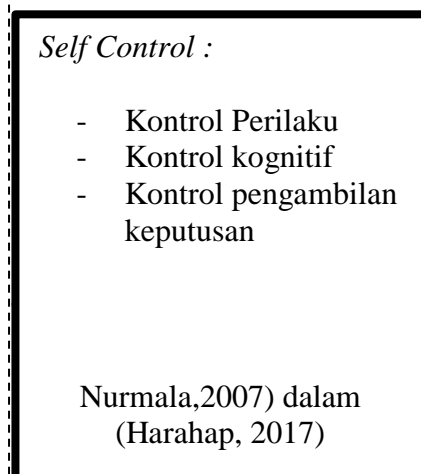 Self Control :
- Kontrol Perilaku
- Kontrol kognitif
- Kontrol pengambilan
keputusan
Nurmala,2007) dalam
(Harahap, 2017)